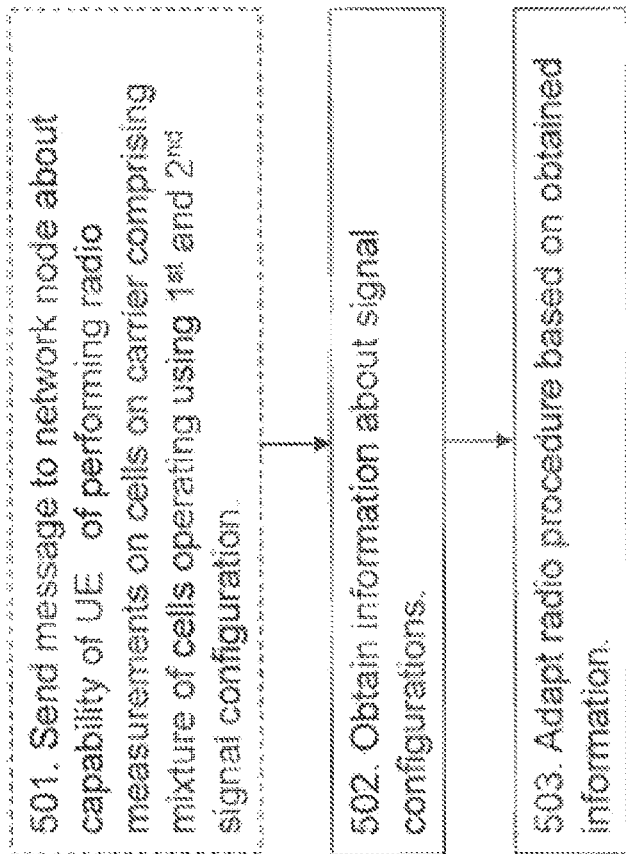 501. Send message to network node about
capability of UE of performing radio
measurements on cells on carrier comprising
mixture of cells operating using 1st and 2nd
signal configuration.
502. Obtain information about signal
configurations.
503. Adapt radio procedure based on obtained
information.